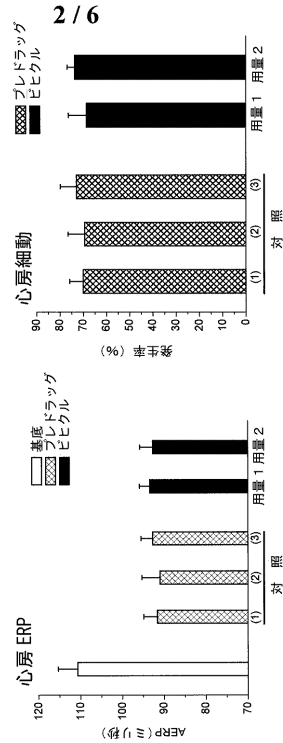 2 / 6
心房 ERP
基底
プレドラッグ
ビヒクル
AERP(ミリ秒)
120
110
100
90
80
70
(1) (2) (3) 用量 1 用量 2
対 照
心房細動
プレドラッグ
ビヒクル
発生率 (%)
90
80
70
60
50
40
30
20
10
0
(1) (2) (3) 用量 1 用量 2
対 照